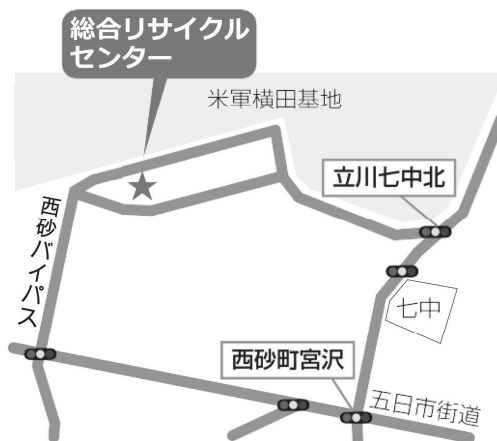 総合リサイクル
センター
米軍横田基地
立川七中北
西砂バイパス
七中
西砂町宮沢
五日市街道